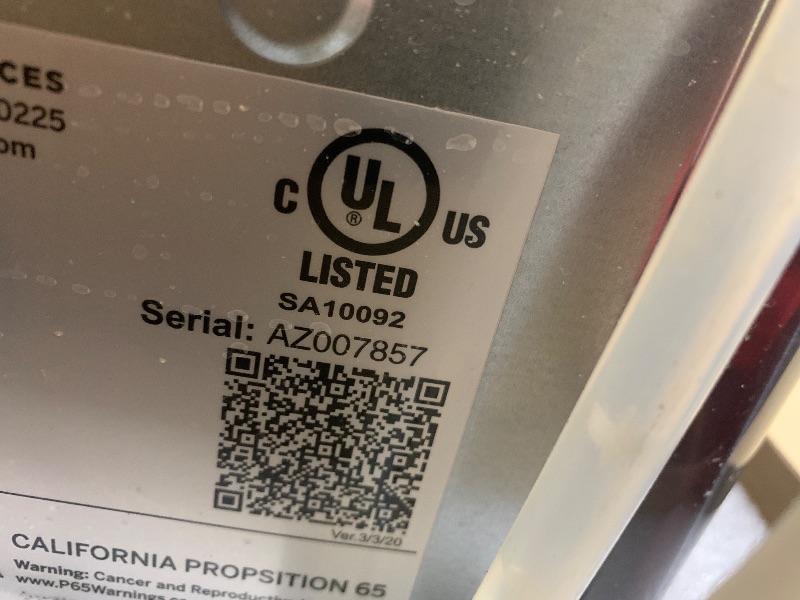 CES
0225
om
C UL US
®
LISTED
SA10092
Serial: AZ007857
Ver.3/3/20
CALIFORNIA PROPSITION 65
Warning: Cancer and Reproductive
www.P65Warnings